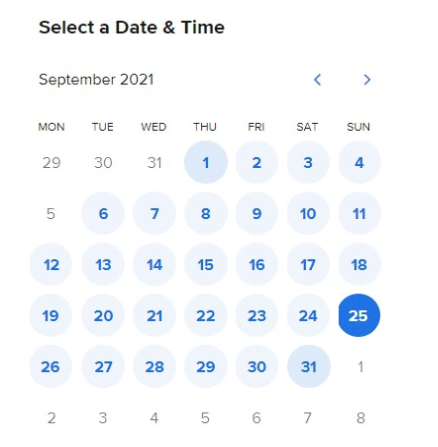 Select a Date & Time
September 2021
MON TUE WED THU FRI SAT SUN
29 30 31 1 2 3 4
5 6 7 8 9 10 11
12 13 14 15 16 17 18
19 20 21 22 23 24 25
26 27 28 29 30 31 1
2 3 4 5 6 7 8